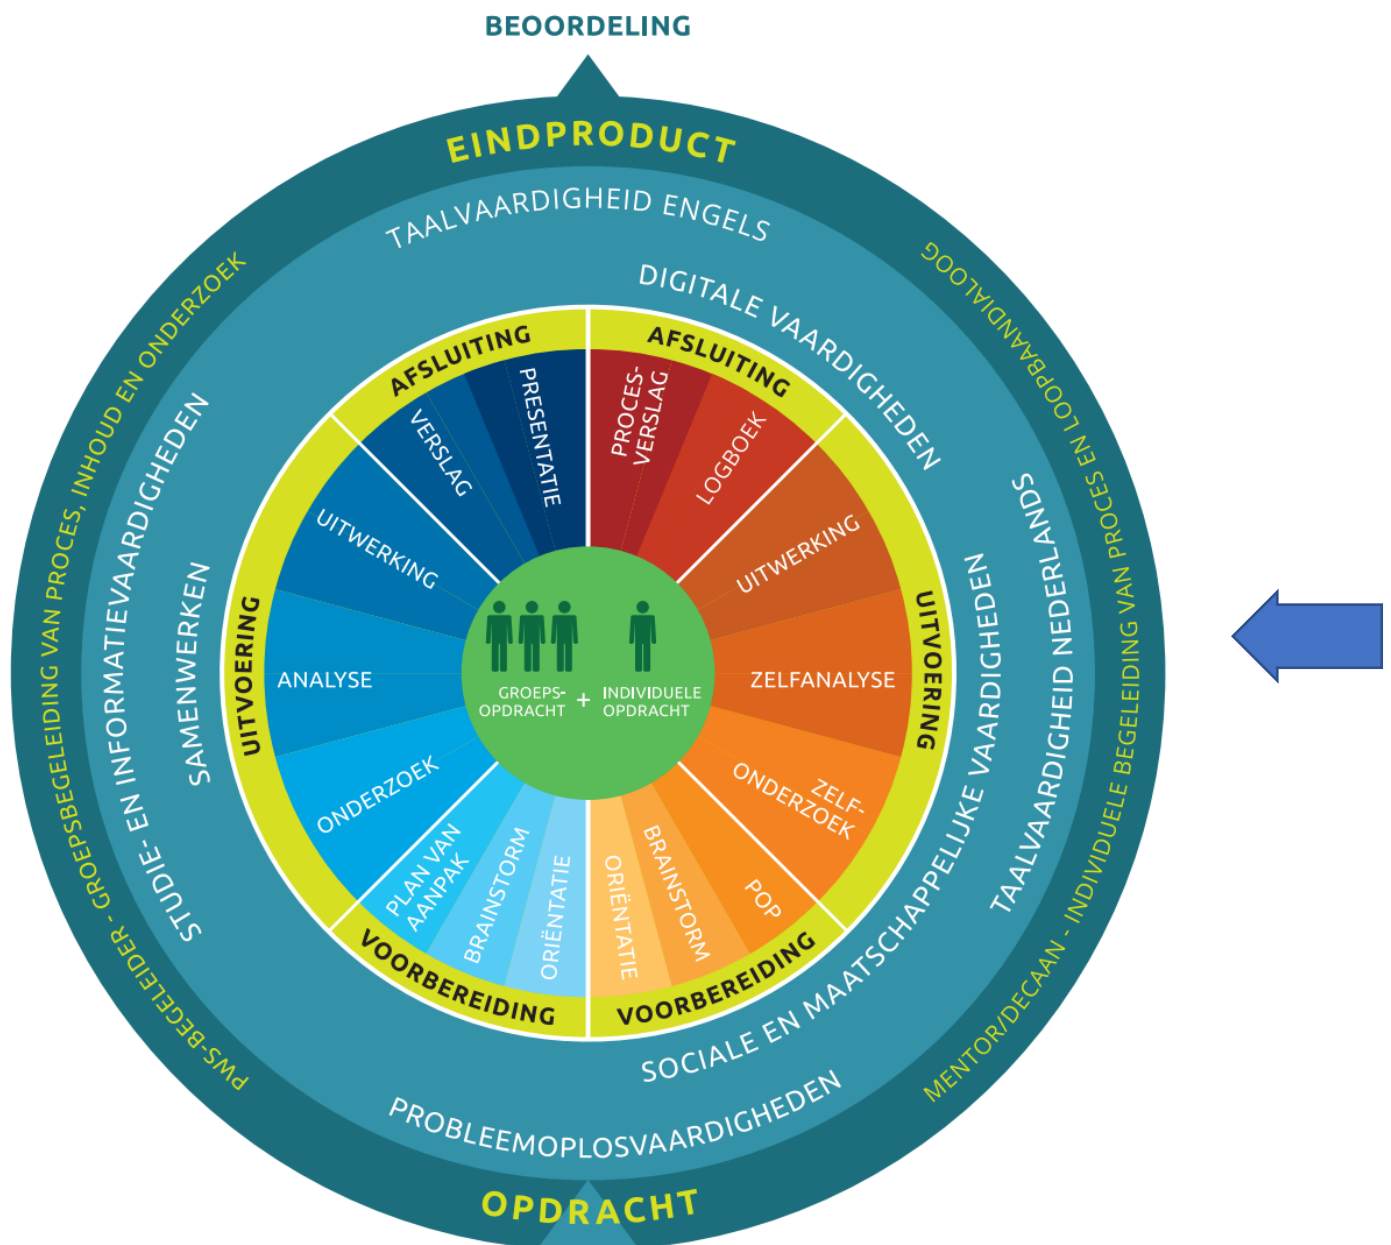 BEOORDELING
EINDPRODUCT
TAALVAARDIGHEID ENGELS
DIGITALE VAARDIGHEDEN
PWS-BEGELEIDER - GROEPSBEGELEIDING VAN PROCES, INHOUD EN ONDERZOEK
MENTOR/DECAAN - INDIVIDUELE BEGELEIDING VAN PROCES EN LOOPBAANDIALOOG
STUDIE- EN INFORMATIEVAARDIGHEDEN
SAMENWERKEN
TAALVAARDIGHEID NEDERLANDS
SOCIALE EN MAATSCHAPPELIJKE VAARDIGHEDEN
AFSLUITING
AFSLUITING
PRESENTATIE
VERSLAG
PROCES-
VERSLAG
LOGBOEK
UITVOERING
UITWERKING
ANALYSE
ONDERZOEK
UITVOERING
UITWERKING
ZELFANALYSE
ZELF-
ONDERZOEK
GROEPS-
OPDRACHT
+
INDIVIDUELE
OPDRACHT
PLAN VAN
AANPAK
BRAINSTORM
ORIËNTATIE
ORIËNTATIE
BRAINSTORM
POP
VOORBEREIDING
VOORBEREIDING
PROBLEEMOPLOSVAARDIGHEDEN
OPDRACHT